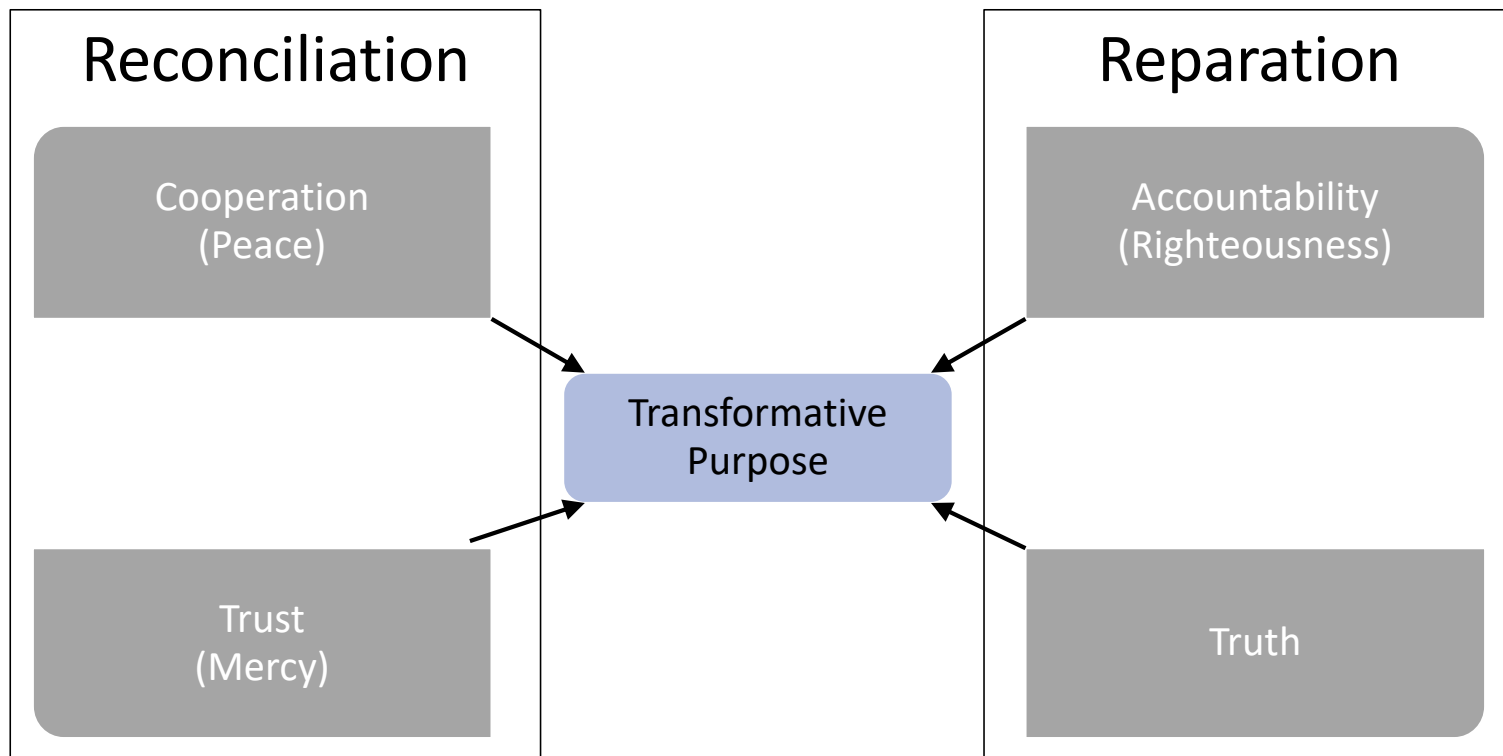 Reconciliation
Cooperation
(Peace)
Trust
(Mercy)
Transformative
Purpose
Reparation
Accountability
(Righteousness)
Truth